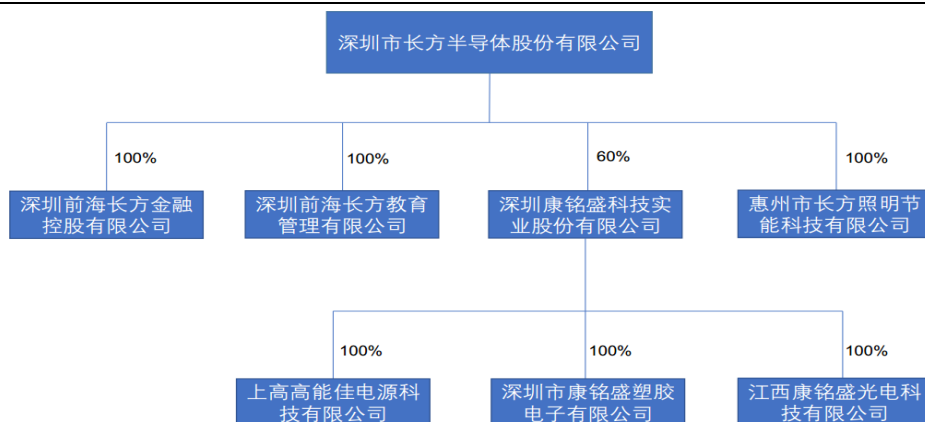 深圳市长方半导体股份有限公司
100%
100%
60%
100%
深圳前海长方金融
控股有限公司
深圳前海长方教育
管理有限公司
深圳康铭盛科技实
业股份有限公司
惠州市长方照明节
能科技有限公司
100%
100%
100%
上高高能佳电源科
技有限公司
深圳市康铭盛塑胶
电子有限公司
江西康铭盛光电科
技有限公司